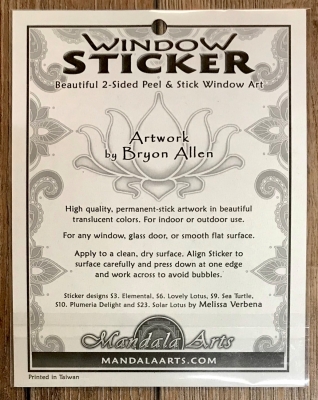 WINDOW
STICKER
Beautiful 2-Sided Peel & Stick Window Art
Artwork
by Bryon Allen
High quality, permanent-stick artwork in beautiful
translucent colors. For indoor or outdoor use.
For any window, glass door, or smooth flat surface.
Apply to a clean, dry surface. Align Sticker to
surface carefully and press down at one edge
and work across to avoid bubbles.
Sticker designs S3. Elemental, S6. Lovely Lotus, S9. Sea Turtle,
S10. Plumeria Delight and S23. Solar Lotus by Melissa Verbena
Mandala Arts
MANDALAARTS.COM
Printed in Taiwan